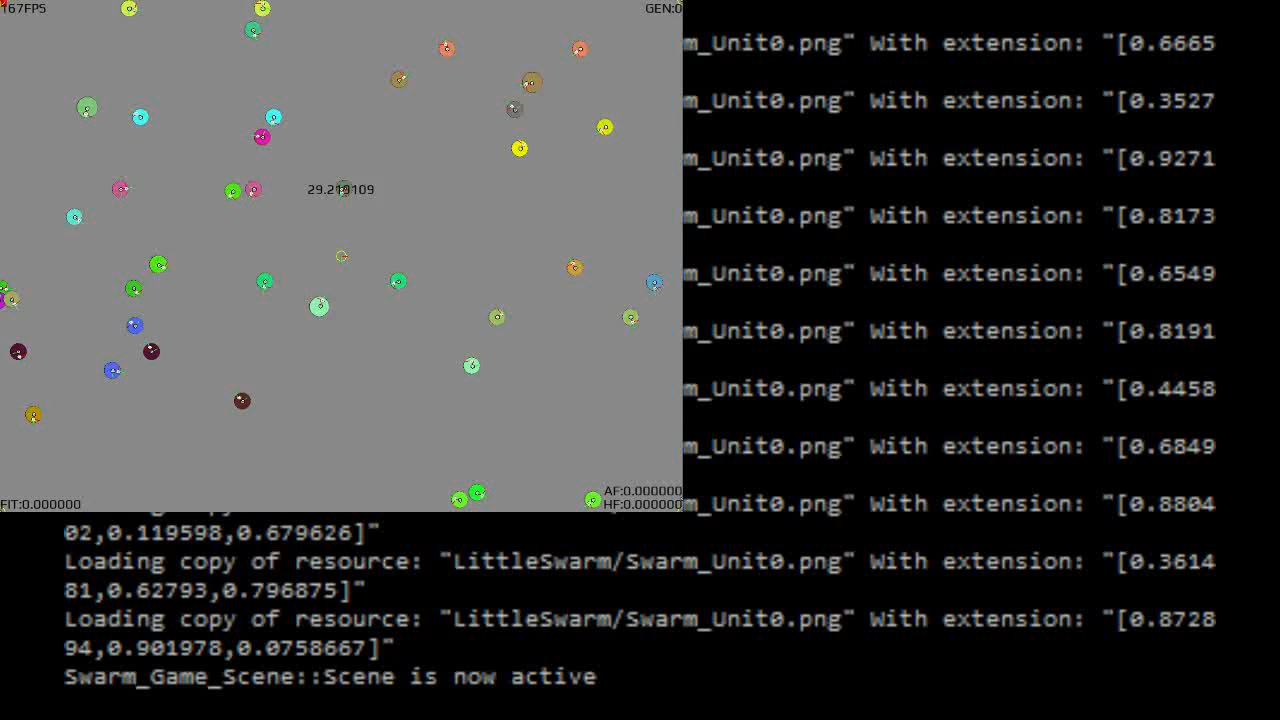 167FPS
GEN:0
m_Unit0.png" With extension: "[0.6665
m_Unit0.png" With extension: "[0.3527
m_Unit0.png" With extension: "[0.9271
29.210109
m_Unit0.png" With extension: "[0.8173
m_Unit0.png" With extension: "[0.6549
m_Unit0.png" With extension: "[0.8191
m_Unit0.png" With extension: "[0.4458
m_Unit0.png" With extension: "[0.6849
AF:0.000000
FIT:0.000000
HF:0.000000
m_Unit0.png" With extension: "[0.8804
02,0.119598,0.679626]"
Loading copy of resource: "LittleSwarm/Swarm_Unit0.png" With extension: "[0.3614
81,0.62793,0.796875]"
Loading copy of resource: "LittleSwarm/Swarm_Unit0.png" With extension: "[0.8728
94,0.901978,0.0758667]"
Swarm_Game_Scene::Scene is now active